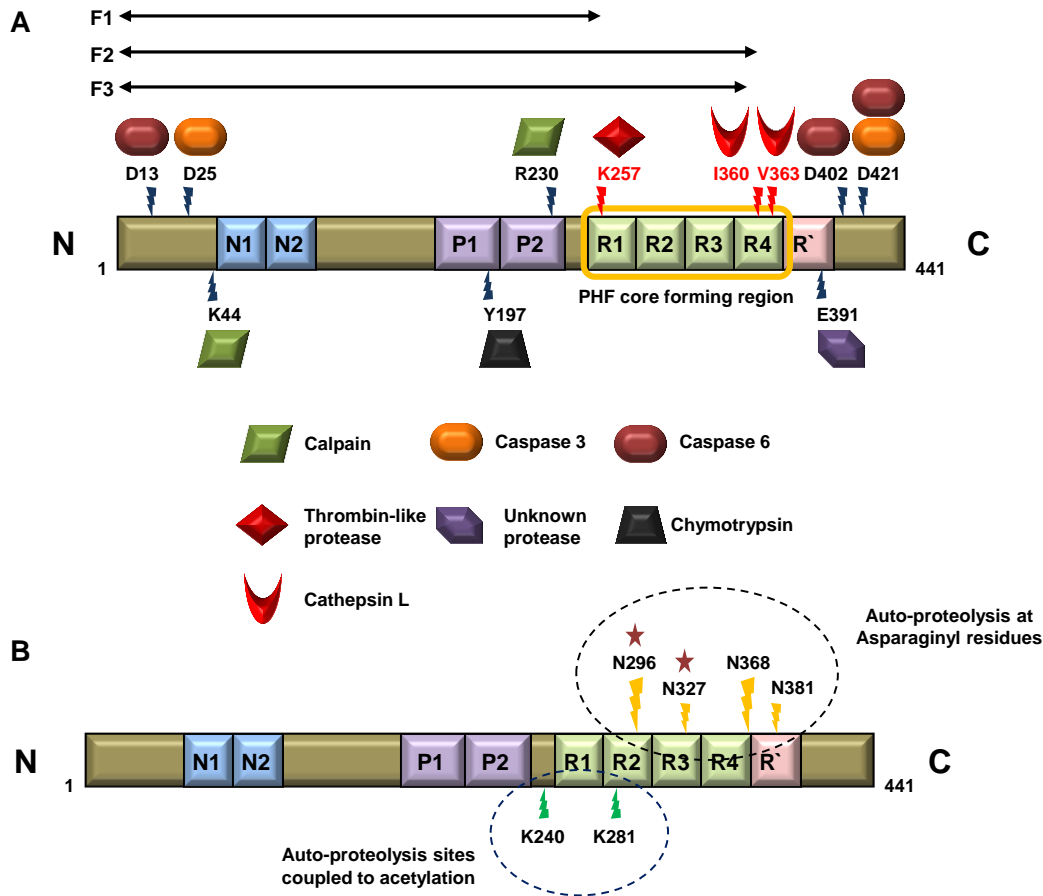 A
F1
F2
F3
D13
D25
R230
K257
I360
V363
D402
D421
N
N1
N2
P1
P2
R1
R2
R3
R4
R`
C
1
441
PHF core forming region
K44
Y197
E391
Calpain
Caspase 3
Caspase 6
Thrombin-like
protease
Unknown
protease
Chymotrypsin
Cathepsin L
B
Auto-proteolysis at
Asparaginyl residues
N296
N327
N368
N381
N
N1
N2
P1
P2
R1
R2
R3
R4
R`
C
1
441
K240
K281
Auto-proteolysis sites
coupled to acetylation